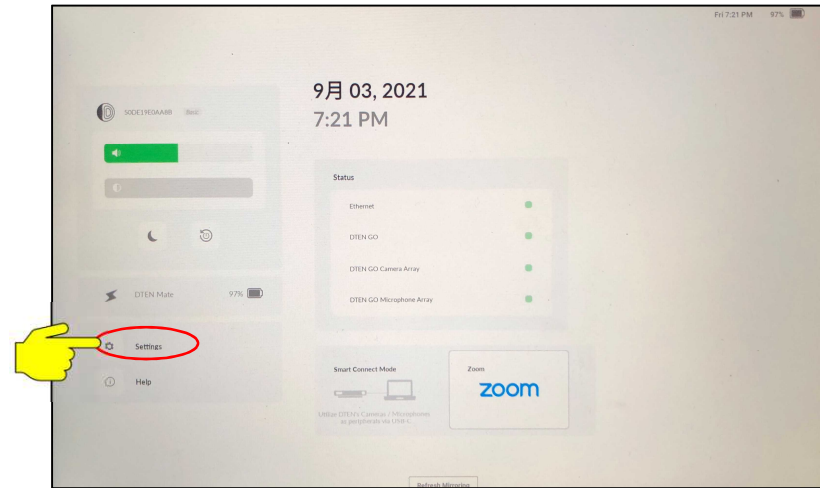 Fri 7:21 PM 97%
9月 03, 2021
7:21 PM
50DE19E0AA8B Basic
Status
Ethernet
DTEN GO
DTEN GO Camera Array
DTEN GO Microphone Array
DTEN Mate 97%
Settings
Help
Smart Connect Mode
Utilize DTEN's Cameras / Microphones
as peripherals via USB-C
Zoom
zoom
Refresh Mirroring